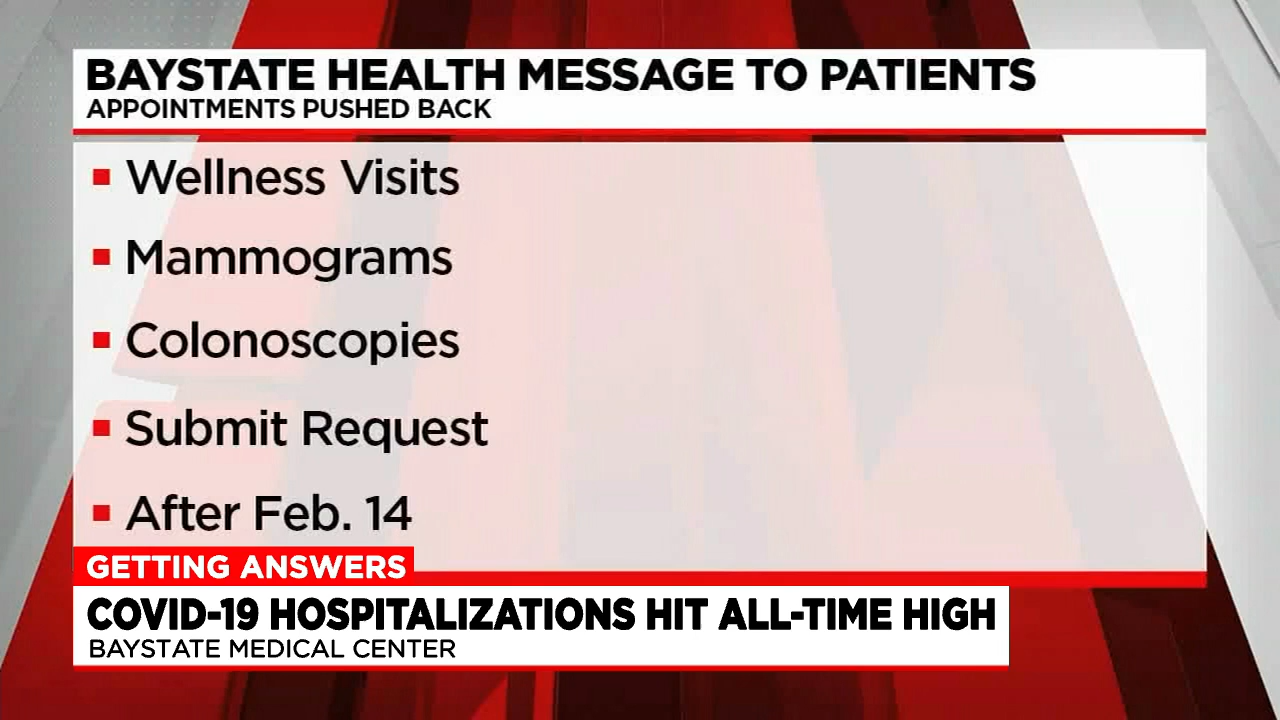 BAYSTATE HEALTH MESSAGE TO PATIENTS
APPOINTMENTS PUSHED BACK
Wellness Visits
Mammograms
Colonoscopies
Submit Request
After Feb. 14
GETTING ANSWERS
COVID-19 HOSPITALIZATIONS HIT ALL-TIME HIGH
BAYSTATE MEDICAL CENTER